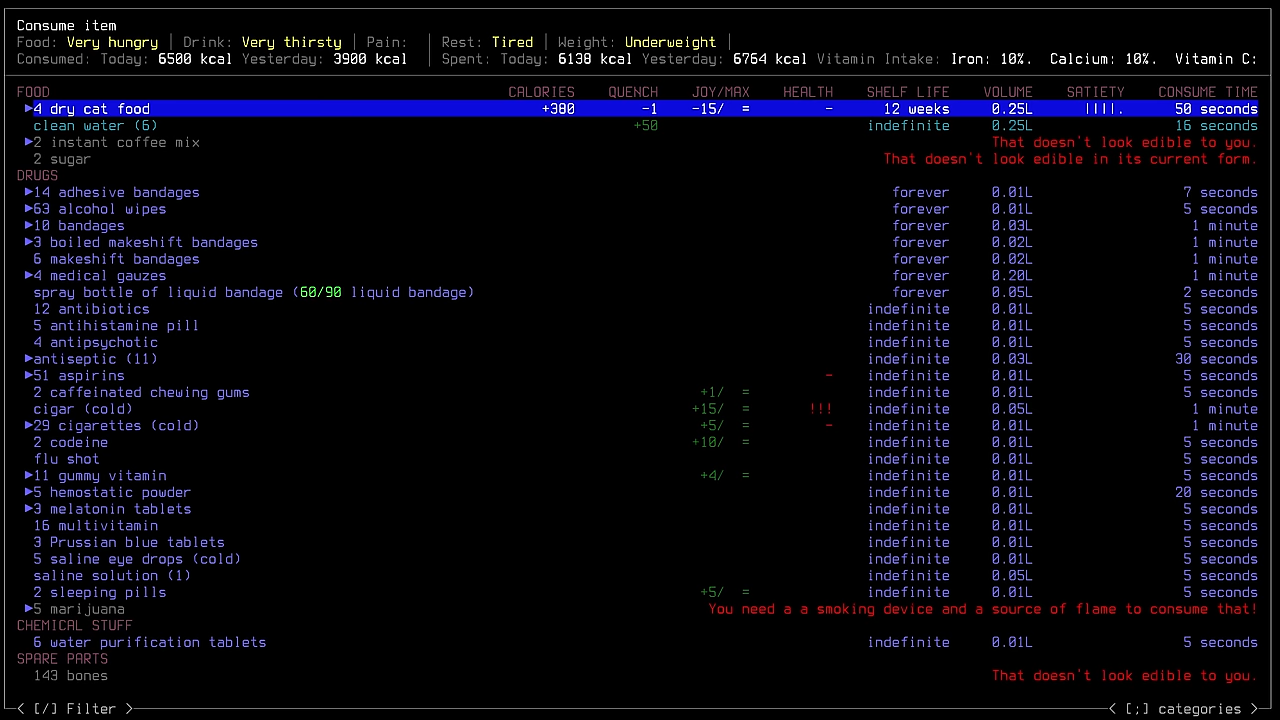 Consume item
Food: Very hungry | Drink: Very thirsty | Pain: | Rest: Tired | Weight: Underweight |
Consumed: Today: 6500 kcal Yesterday: 3900 kcal | Spent: Today: 6138 kcal Yesterday: 6764 kcal Vitamin Intake: Iron: 10%. Calcium: 10%. Vitamin C:
FOOD CALORIES QUENCH JOY/MAX HEALTH SHELF LIFE VOLUME SATIETY CONSUME TIME
▶4 dry cat food +380 -1 -15/ = - 12 weeks 0.25L ||||. 50 seconds
clean water (6) +50 indefinite 0.25L 16 seconds
▶2 instant coffee mix That doesn't look edible to you.
2 sugar That doesn't look edible in its current form.
DRUGS
▶14 adhesive bandages forever 0.01L 7 seconds
▶63 alcohol wipes forever 0.01L 5 seconds
▶10 bandages forever 0.03L 1 minute
▶3 boiled makeshift bandages forever 0.02L 1 minute
6 makeshift bandages forever 0.02L 1 minute
▶4 medical gauzes forever 0.20L 1 minute
spray bottle of liquid bandage (60/90 liquid bandage) forever 0.05L 2 seconds
12 antibiotics indefinite 0.01L 5 seconds
5 antihistamine pill indefinite 0.01L 5 seconds
4 antipsychotic indefinite 0.01L 5 seconds
▶antiseptic (11) indefinite 0.03L 30 seconds
▶51 aspirins - indefinite 0.01L 5 seconds
2 caffeinated chewing gums +1/ = indefinite 0.01L 5 seconds
cigar (cold) +15/ = !!! indefinite 0.05L 1 minute
▶29 cigarettes (cold) +5/ = - indefinite 0.01L 1 minute
2 codeine +10/ = indefinite 0.01L 5 seconds
flu shot indefinite 0.01L 5 seconds
▶11 gummy vitamin +4/ = indefinite 0.01L 5 seconds
▶5 hemostatic powder indefinite 0.01L 20 seconds
▶3 melatonin tablets indefinite 0.01L 5 seconds
16 multivitamin indefinite 0.01L 5 seconds
3 Prussian blue tablets indefinite 0.01L 5 seconds
5 saline eye drops (cold) indefinite 0.01L 5 seconds
saline solution (1) indefinite 0.05L 5 seconds
2 sleeping pills +5/ = indefinite 0.01L 5 seconds
▶5 marijuana You need a a smoking device and a source of flame to consume that!
CHEMICAL STUFF
6 water purification tablets indefinite 0.01L 5 seconds
SPARE PARTS
143 bones That doesn't look edible to you.
< [/] Filter > < [;] categories >